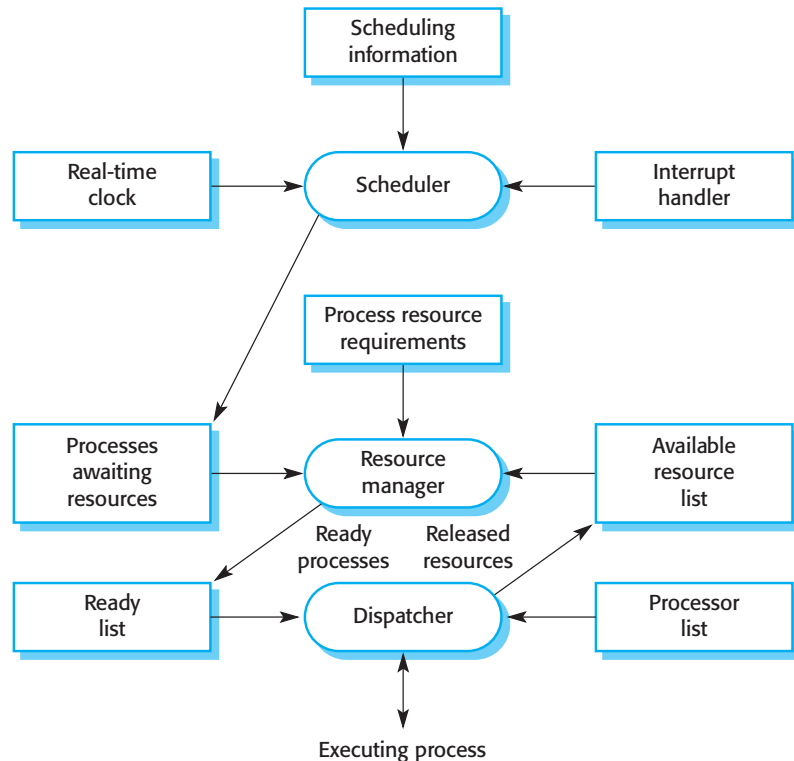 Scheduling
information
Real-time
clock
Scheduler
Interrupt
handler
Process resource
requirements
Processes
awaiting
resources
Resource
manager
Available
resource
list
Ready
processes
Released
resources
Ready
list
Dispatcher
Processor
list
Executing process